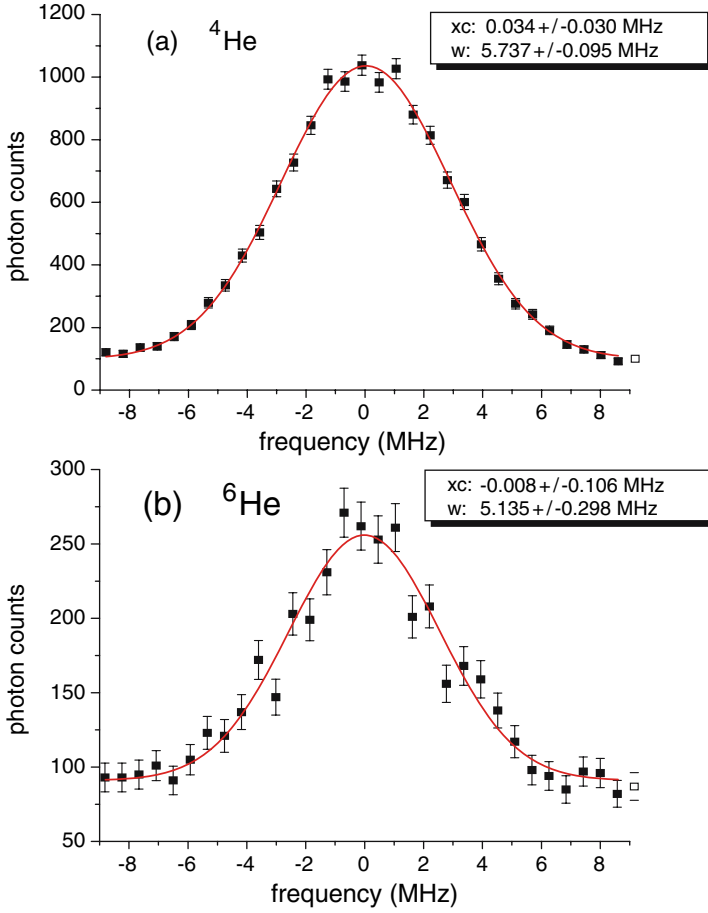 (a) ⁴He
xc: 0.034+/-0.030 MHz
w: 5.737+/-0.095 MHz
1200
1000
800
600
400
200
0
photon counts
-8 -6 -4 -2 0 2 4 6 8
frequency (MHz)
(b) ⁶He
xc: -0.008+/-0.106 MHz
w: 5.135+/-0.298 MHz
300
250
200
150
100
50
photon counts
-8 -6 -4 -2 0 2 4 6 8
frequency (MHz)